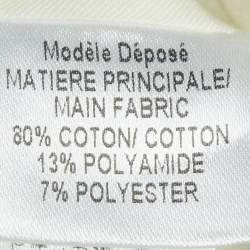 Modèle Déposé
MATIERE PRINCIPALE/
MAIN FABRIC
80% COTON/ COTTON
13% POLYAMIDE
7% POLYESTER